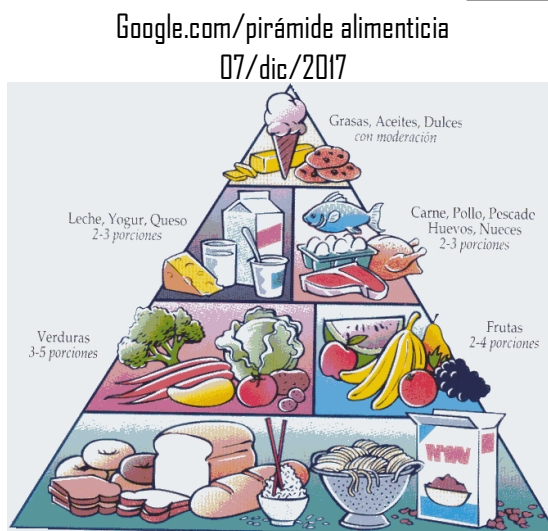 Google.com/pirámide alimenticia
07/dic/2017
Grasas, Aceites, Dulces
con moderación
Leche, Yogur, Queso
2-3 porciones
Carne, Pollo, Pescado
Huevos, Nueces
2-3 porciones
Verduras
3-5 porciones
Frutas
2-4 porciones